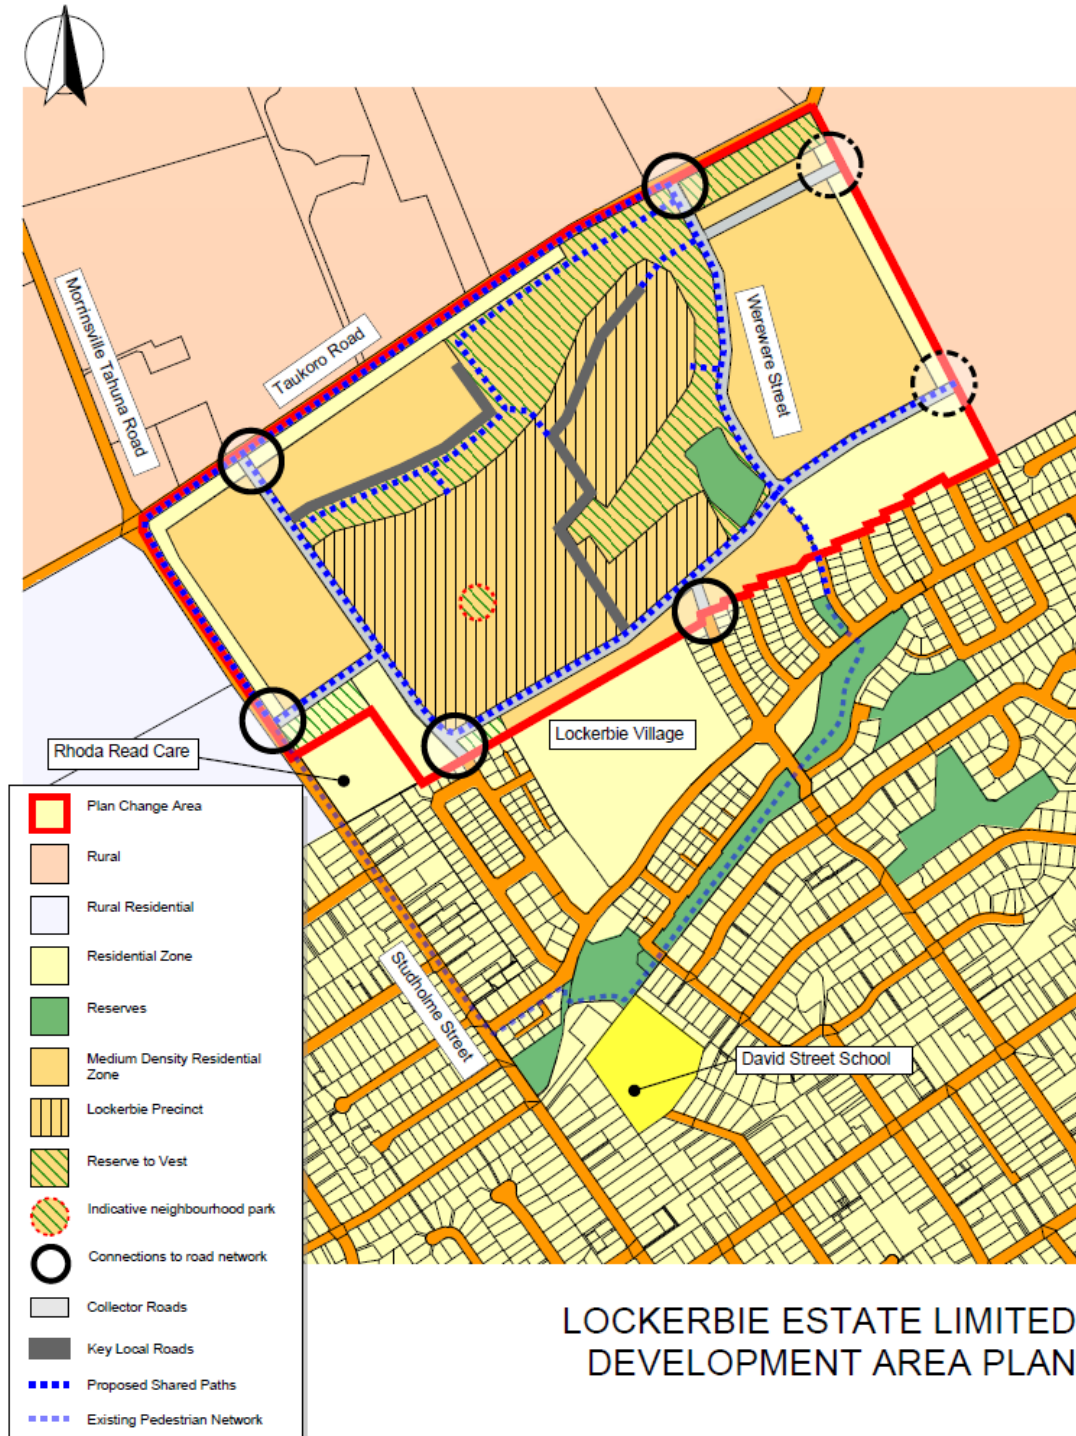 Morrinsville Tahuna Road
Taukoro Road
Werewere Street
Lockerbie Village
Rhoda Read Care
Studholme Street
David Street School
Plan Change Area
Rural
Rural Residential
Residential Zone
Reserves
Medium Density Residential
Zone
Lockerbie Precinct
Reserve to Vest
Indicative neighbourhood park
Connections to road network
Collector Roads
Key Local Roads
Proposed Shared Paths
Existing Pedestrian Network
LOCKERBIE ESTATE LIMITED
DEVELOPMENT AREA PLAN